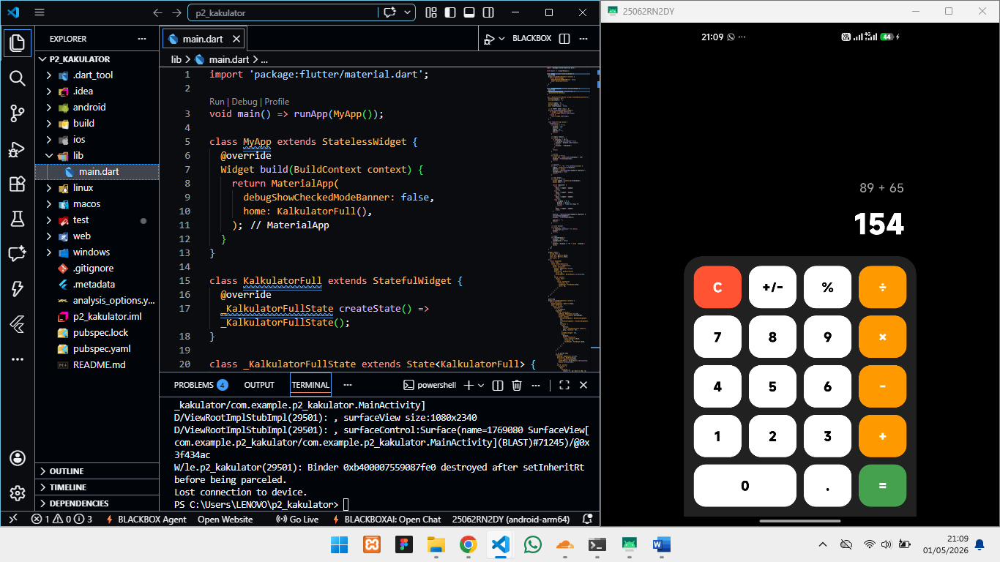 p2_kakulator
25062RN2DY
EXPLORER
P2_KAKULATOR
.dart_tool
.idea
android
build
ios
lib
main.dart
linux
macos
test
web
windows
.gitignore
.metadata
analysis_options.y...
p2_kakulator.iml
pubspec.lock
pubspec.yaml
README.md
OUTLINE
TIMELINE
DEPENDENCIES
main.dart
BLACKBOX
lib > main.dart > ...
1 import 'package:flutter/material.dart';
2
Run | Debug | Profile
3 void main() => runApp(MyApp());
4
5 class MyApp extends StatelessWidget {
6 @override
7 Widget build(BuildContext context) {
8 return MaterialApp(
9 debugShowCheckedModeBanner: false,
10 home: KalkulatorFull(),
11 ); // MaterialApp
12 }
13 }
14
15 class KalkulatorFull extends StatefulWidget {
16 @override
17 _KalkulatorFullState createState() =>
_KalkulatorFullState();
18 }
19
20 class _KalkulatorFullState extends State<KalkulatorFull> {
PROBLEMS 4 OUTPUT TERMINAL ... powershell
_kakulator/com.example.p2_kakulator.MainActivity]
D/ViewRootImplStubImpl(29501): , surfaceView size:1080x2340
D/ViewRootImplStubImpl(29501): , surfaceControl:Surface(name=1769080 SurfaceView[
com.example.p2_kakulator/com.example.p2_kakulator.MainActivity](BLAST)#71245)/@0x
3f434ac
W/le.p2_kakulator(29501): Binder 0xb400007559087fe0 destroyed after setInheritRt
before being parceled.
Lost connection to device.
PS C:\Users\LENOVO\p2_kakulator>
1 0 3 BLACKBOX Agent Open Website Go Live BLACKBOXAI: Open Chat 25062RN2DY (android-arm64)
21:09 ... 4G 44
89 + 65
154
C +/- % ÷
7 8 9 ×
4 5 6 -
1 2 3 +
0 . =
21:09
01/05/2026